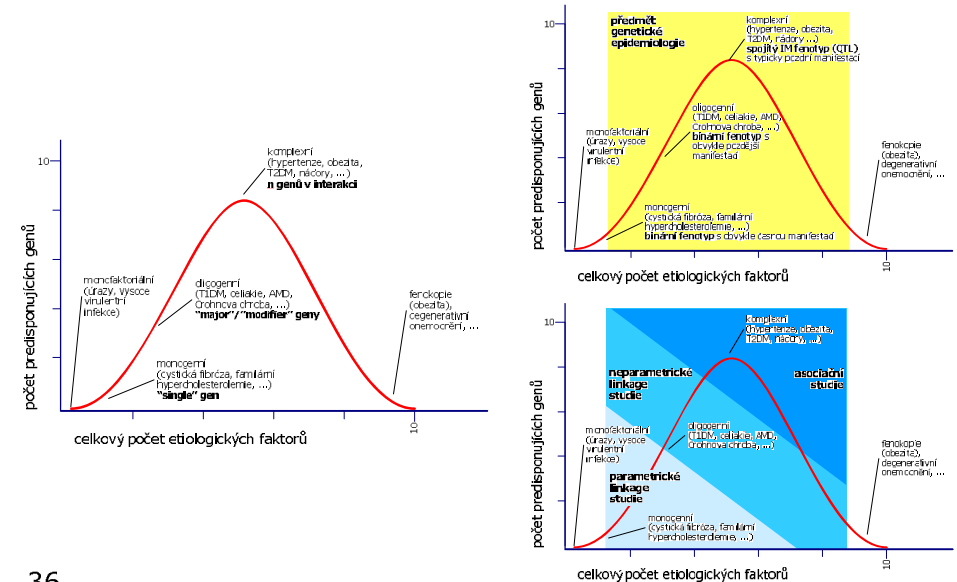 10
komplexní
(hypertenze, obezita,
T2DM, nádory, ...)
n genů v interakci
monofaktoriální
(úrazy, vysoce
virulentní
infekce)
oligogenní
(T1DM, celiakie, AMD,
Crohnova chroba, ...)
"major"/"modifier" geny
fenokopie
(obezita),
degenerativní
onemocnění, ...
monogenní
(cystická fibróza, familiární
hypercholesterolemie, ...)
"single" gen
počet predisponujících genů
10
celkový počet etiologických faktorů
36
10
předmět
genetické
epidemiologie
komplexní
(hypertenze, obezita,
T2DM, nádory ...)
spojitý IM fenotyp (QTL)
s typicky pozdní manifestací
oligogenní
(T1DM, celiakie, AMD,
Crohnova chroba, ...)
binární fenotyp s
obvykle pozdější
manifestací
monofaktoriální
(úrazy, vysoce
virulentní
infekce)
fenokopie
(obezita),
degenerativní
onemocnění, ...
monogenní
(cystická fibróza, familiární
hypercholesterolemie, ...)
binární fenotyp s obvykle časnou manifestací
počet predisponujících genů
10
celkový počet etiologických faktorů
10
komplexní
(hypertenze, obezita,
T2DM, nádory, ...)
neparametrické
linkage
studie
asociační
studie
monofaktoriální
(úrazy, vysoce
virulentní
infekce)
oligogenní
(T1DM, celiakie, AMD,
Crohnova chroba, ...)
fenokopie
(obezita),
degenerativní
onemocnění, ...
parametrické
linkage
studie
monogenní
(cystická fibróza, familiární
hypercholesterolemie, ...)
počet predisponujících genů
10
celkový počet etiologických faktorů